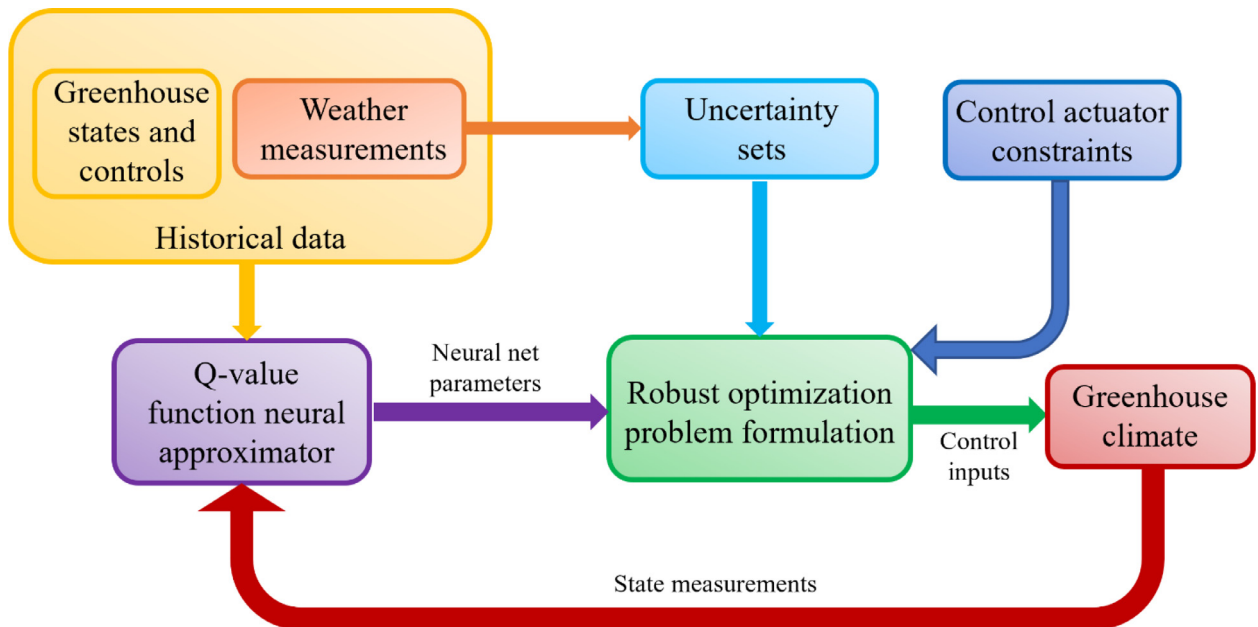 Greenhouse
states and
controls
Weather
measurements
Historical data
Uncertainty
sets
Control actuator
constraints
Q-value
function neural
approximator
Neural net
parameters
Robust optimization
problem formulation
Control
inputs
Greenhouse
climate
State measurements